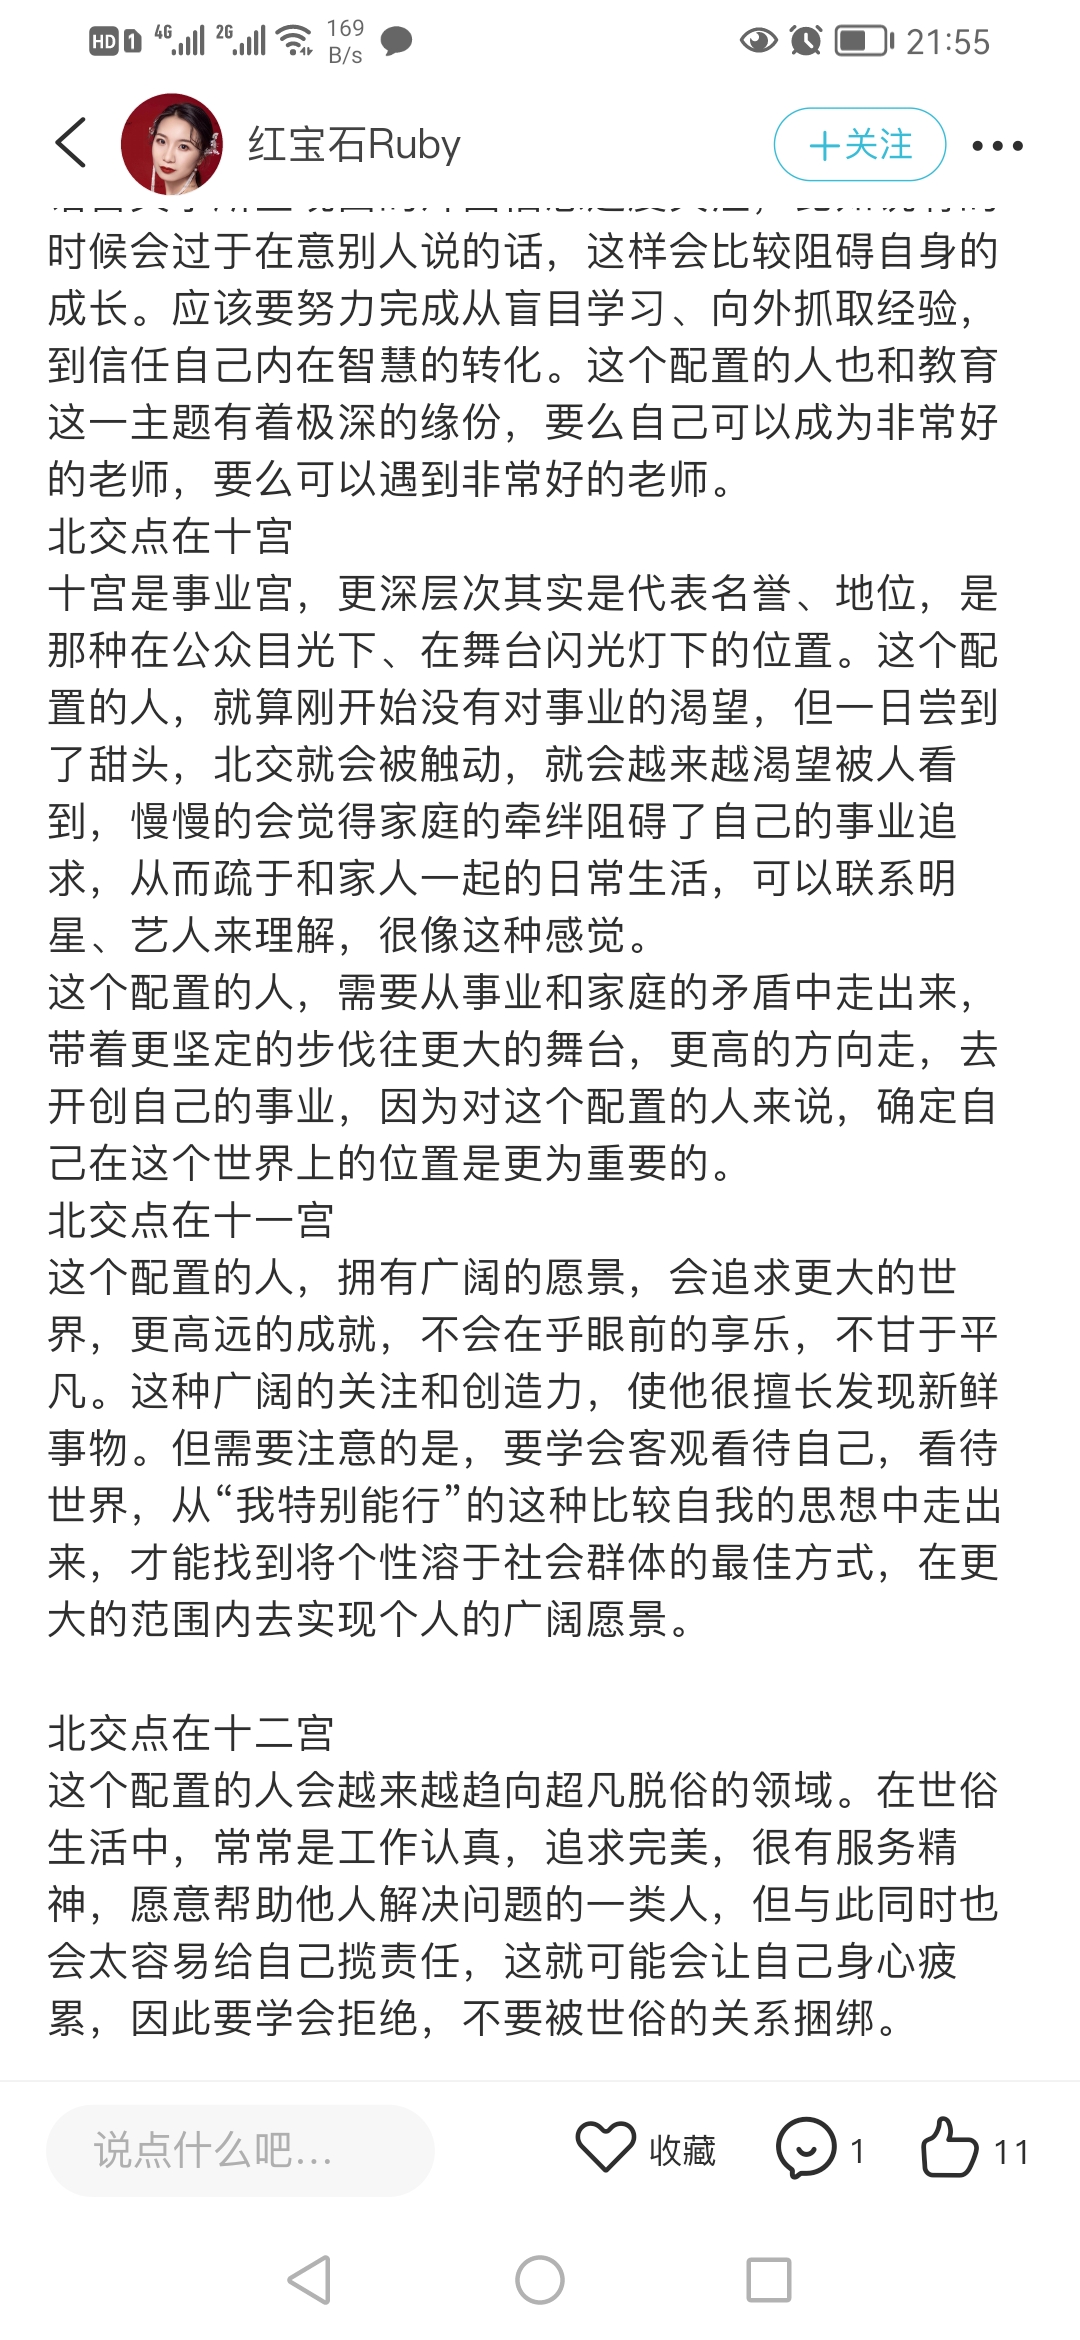 HD 1 4G 2G 169 B/s 21:55
红宝石Ruby
+关注
时候会过于在意别人说的话，这样会比较阻碍自身的
成长。应该要努力完成从盲目学习、向外抓取经验，
到信任自己内在智慧的转化。这个配置的人也和教育
这一主题有着极深的缘份，要么自己可以成为非常好
的老师，要么可以遇到非常好的老师。
北交点在十宫
十宫是事业宫，更深层次其实是代表名誉、地位，是
那种在公众目光下、在舞台闪光灯下的位置。这个配
置的人，就算刚开始没有对事业的渴望，但一日尝到
了甜头，北交就会被触动，就会越来越渴望被人看
到，慢慢的会觉得家庭的牵绊阻碍了自己的事业追
求，从而疏于和家人一起的日常生活，可以联系明
星、艺人来理解，很像这种感觉。
这个配置的人，需要从事业和家庭的矛盾中走出来，
带着更坚定的步伐往更大的舞台，更高的方向走，去
开创自己的事业，因为对这个配置的人来说，确定自
己在这个世界上的位置是更为重要的。
北交点在十一宫
这个配置的人，拥有广阔的愿景，会追求更大的世
界，更高远的成就，不会在乎眼前的享乐，不甘于平
凡。这种广阔的关注和创造力，使他很擅长发现新鲜
事物。但需要注意的是，要学会客观看待自己，看待
世界，从“我特别能行”的这种比较自我的思想中走出
来，才能找到将个性溶于社会群体的最佳方式，在更
大的范围内去实现个人的广阔愿景。
北交点在十二宫
这个配置的人会越来越趋向超凡脱俗的领域。在世俗
生活中，常常是工作认真，追求完美，很有服务精
神，愿意帮助他人解决问题的一类人，但与此同时也
会太容易给自己揽责任，这就可能会让自己身心疲
累，因此要学会拒绝，不要被世俗的关系捆绑。
说点什么吧... 收藏 1 11